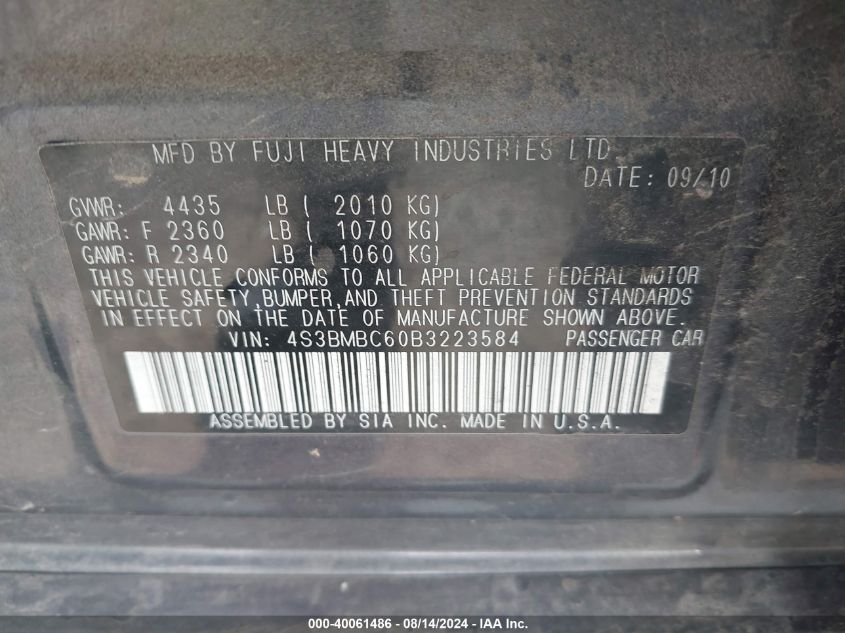 MFD BY FUJI HEAVY INDUSTRIES LTD
DATE: 09/10
GVWR: 4435 LB ( 2010 KG)
GAWR: F 2360 LB ( 1070 KG)
GAWR: R 2340 LB ( 1060 KG)
THIS VEHICLE CONFORMS TO ALL APPLICABLE FEDERAL MOTOR
VEHICLE SAFETY,BUMPER,AND THEFT PREVENTION STANDARDS
IN EFFECT ON THE DATE OF MANUFACTURE SHOWN ABOVE.
VIN: 4S3BMBC60B3223584 PASSENGER CAR
ASSEMBLED BY SIA INC. MADE IN U.S.A.
000-40061486 - 08/14/2024 - IAA Inc.